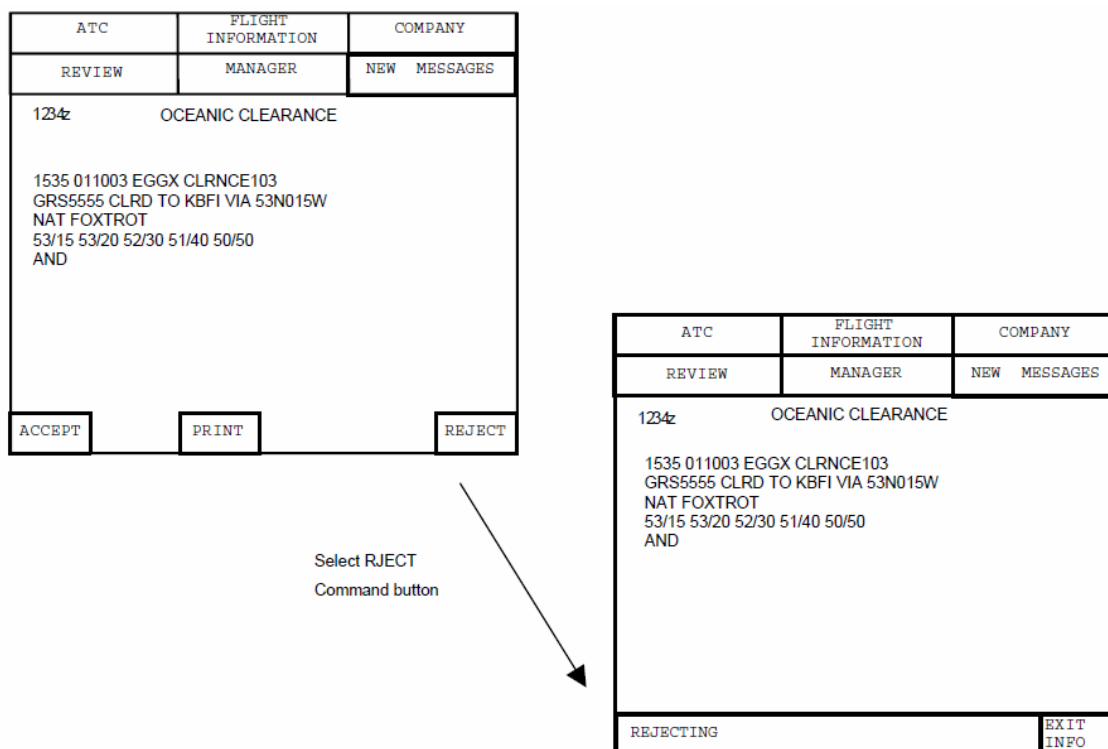 ATC FLIGHT INFORMATION COMPANY
REVIEW MANAGER NEW MESSAGES
1234z OCEANIC CLEARANCE
1535 011003 EGGX CLRNCE103
GRS5555 CLRD TO KBFI VIA 53N015W
NAT FOXTROT
53/15 53/20 52/30 51/40 50/50
AND
ACCEPT PRINT REJECT
Select RJECT
Command button
ATC FLIGHT INFORMATION COMPANY
REVIEW MANAGER NEW MESSAGES
1234z OCEANIC CLEARANCE
1535 011003 EGGX CLRNCE103
GRS5555 CLRD TO KBFI VIA 53N015W
NAT FOXTROT
53/15 53/20 52/30 51/40 50/50
AND
REJECTING EXIT INFO